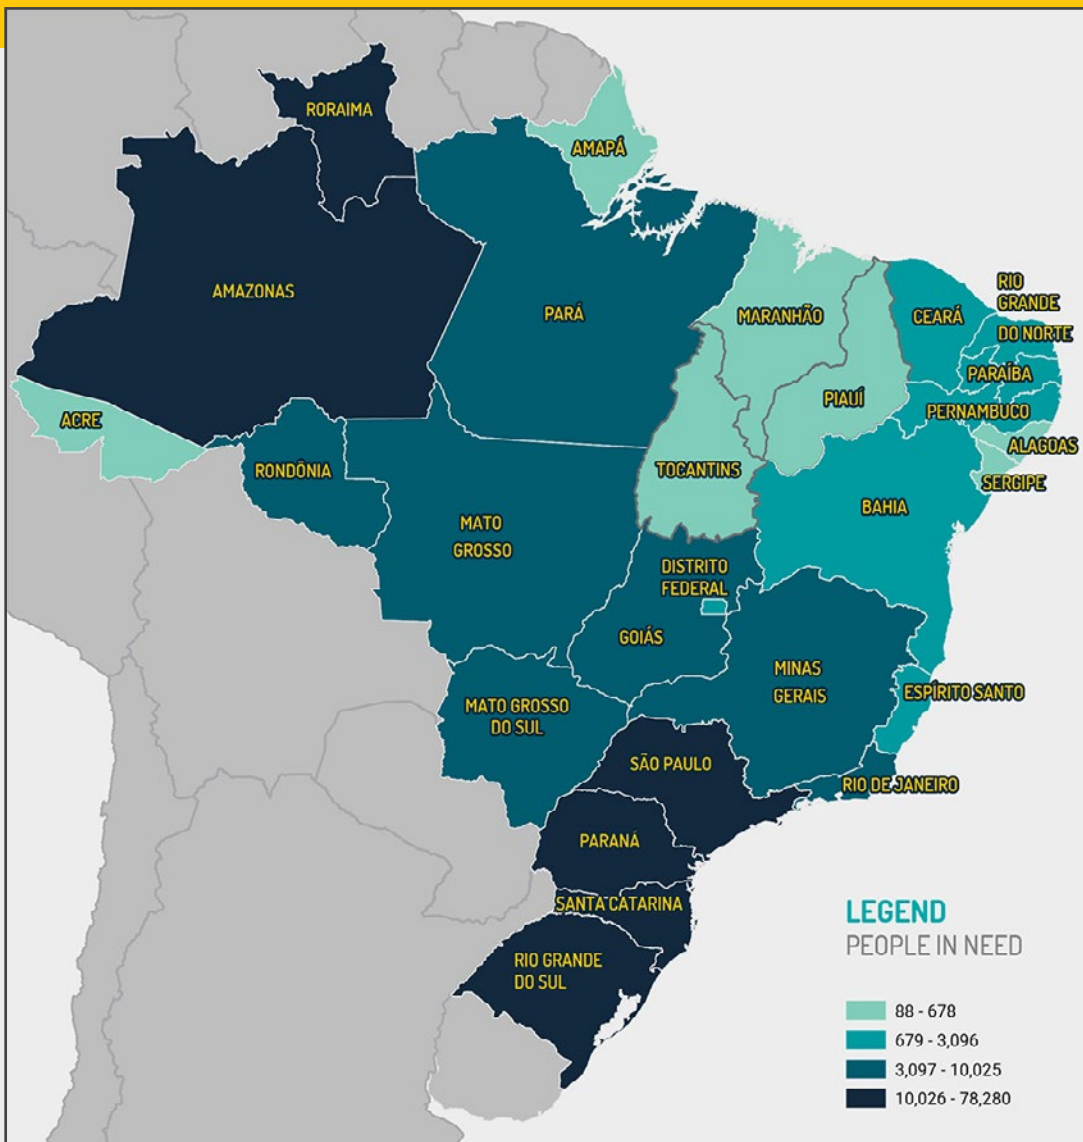 RORAIMA
AMAPÁ
AMAZONAS
PARÁ
MARANHÃO
CEARÁ
RIO
GRANDE
DO NORTE
PARAÍBA
PIAUÍ
PERNAMBUCO
ACRE
ALAGOAS
RONDÔNIA
TOCANTINS
SERGIPE
BAHIA
MATO
GROSSO
DISTRITO
FEDERAL
GOIÁS
MINAS
GERAIS
ESPÍRITO SANTO
MATO GROSSO
DO SUL
SÃO PAULO
RIO DE JANEIRO
PARANÁ
SANTA CATARINA
RIO GRANDE
DO SUL
LEGEND
PEOPLE IN NEED
88 - 678
679 - 3,096
3,097 - 10,025
10,026 - 78,280